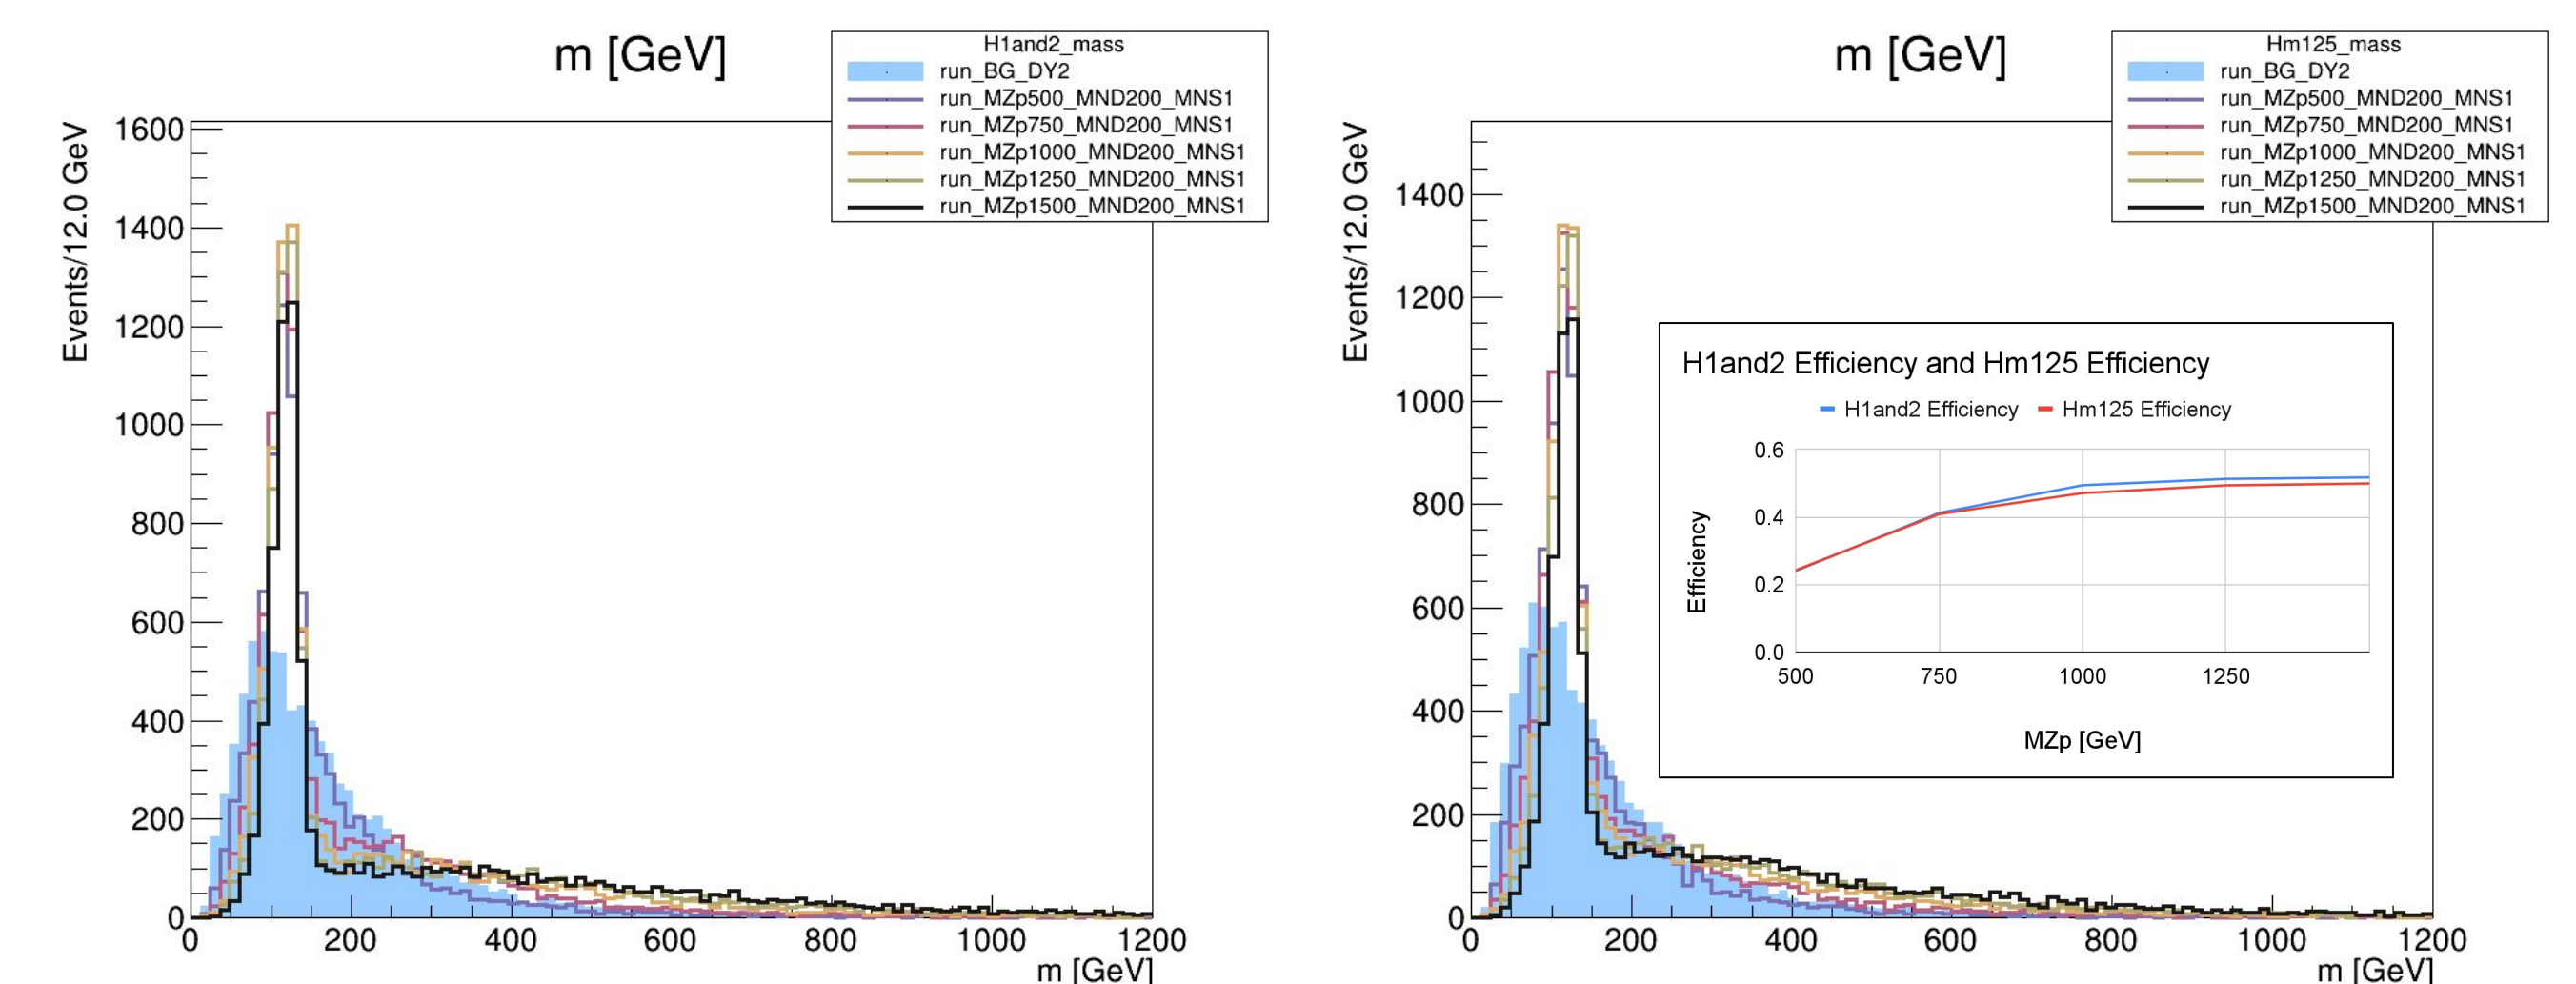 m [GeV]
H1and2_mass
run_BG_DY2
run_MZp500_MND200_MNS1
run_MZp750_MND200_MNS1
run_MZp1000_MND200_MNS1
run_MZp1250_MND200_MNS1
run_MZp1500_MND200_MNS1
Events/12.0 GeV
1600
1400
1200
1000
800
600
400
200
0
0 200 400 600 800 1000 1200
m [GeV]
m [GeV]
Hm125_mass
run_BG_DY2
run_MZp500_MND200_MNS1
run_MZp750_MND200_MNS1
run_MZp1000_MND200_MNS1
run_MZp1250_MND200_MNS1
run_MZp1500_MND200_MNS1
Events/12.0 GeV
1400
1200
1000
800
600
400
200
0
0 200 400 600 800 1000 1200
m [GeV]
H1and2 Efficiency and Hm125 Efficiency
H1and2 Efficiency Hm125 Efficiency
Efficiency
0.6
0.4
0.2
0.0
500 750 1000 1250
MZp [GeV]